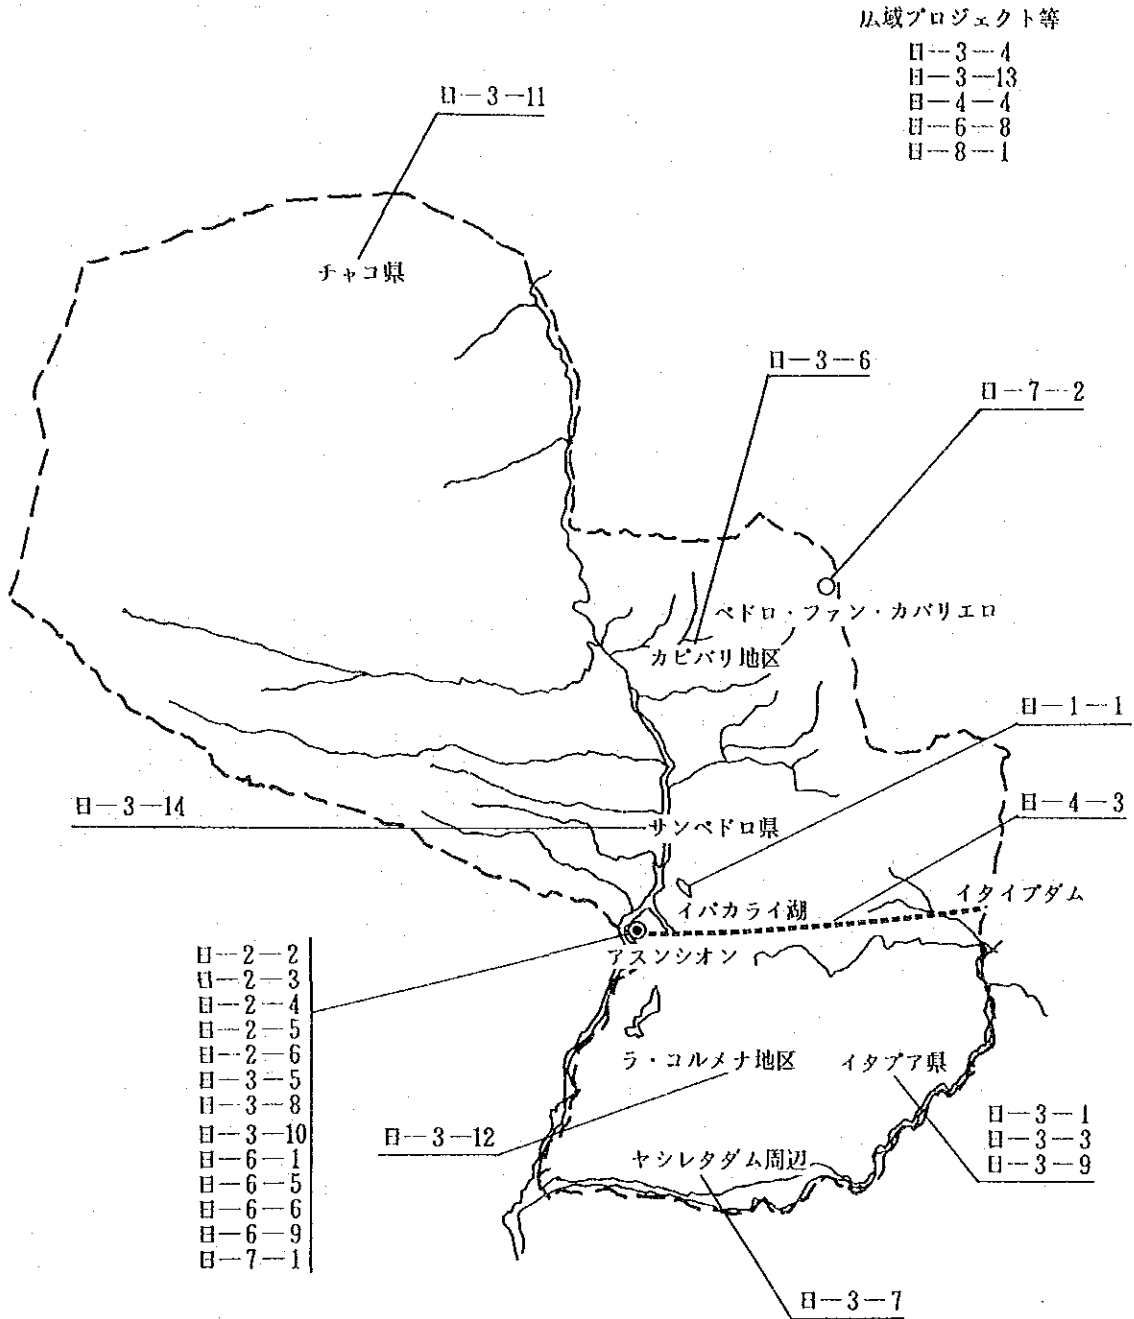 広域プロジェクト等
日-3-4
日-3-13
日-4-4
日-6-8
日-8-1
日-3-11
チャコ県
日-3-6
日-7-2
ペドロ・ファン・カバリエロ
カピバリ地区
日-1-1
日-3-14
日-4-3
サンペドロ県
イタイプダム
イパカライ湖
アスンシオン
日-2-2
日-2-3
日-2-4
日-2-5
日-2-6
日-3-5
日-3-8
日-3-10
日-6-1
日-6-5
日-6-6
日-6-9
日-7-1
ラ・コルメナ地区
イタプア県
日-3-1
日-3-3
日-3-9
日-3-12
ヤシレタダム周辺
日-3-7